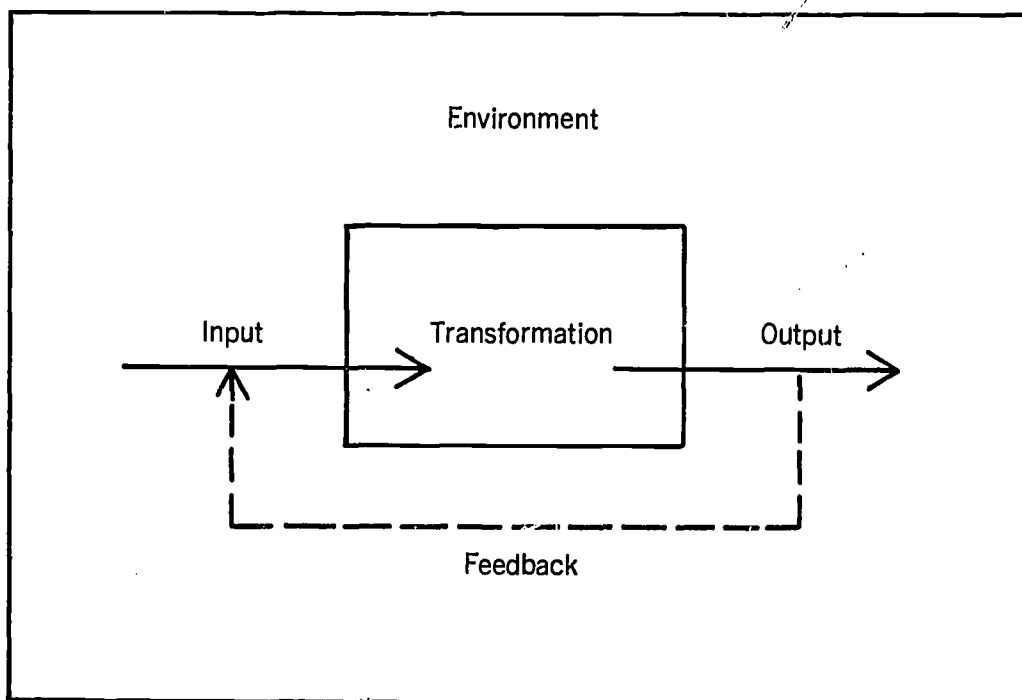 Environment
Input
Transformation
Output
Feedback